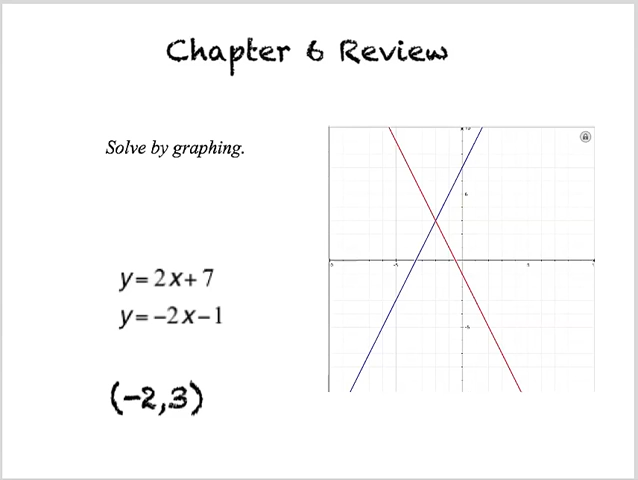 Chapter 6 Review
Solve by graphing.
y=2x+7
y=-2x-1
(-2,3)